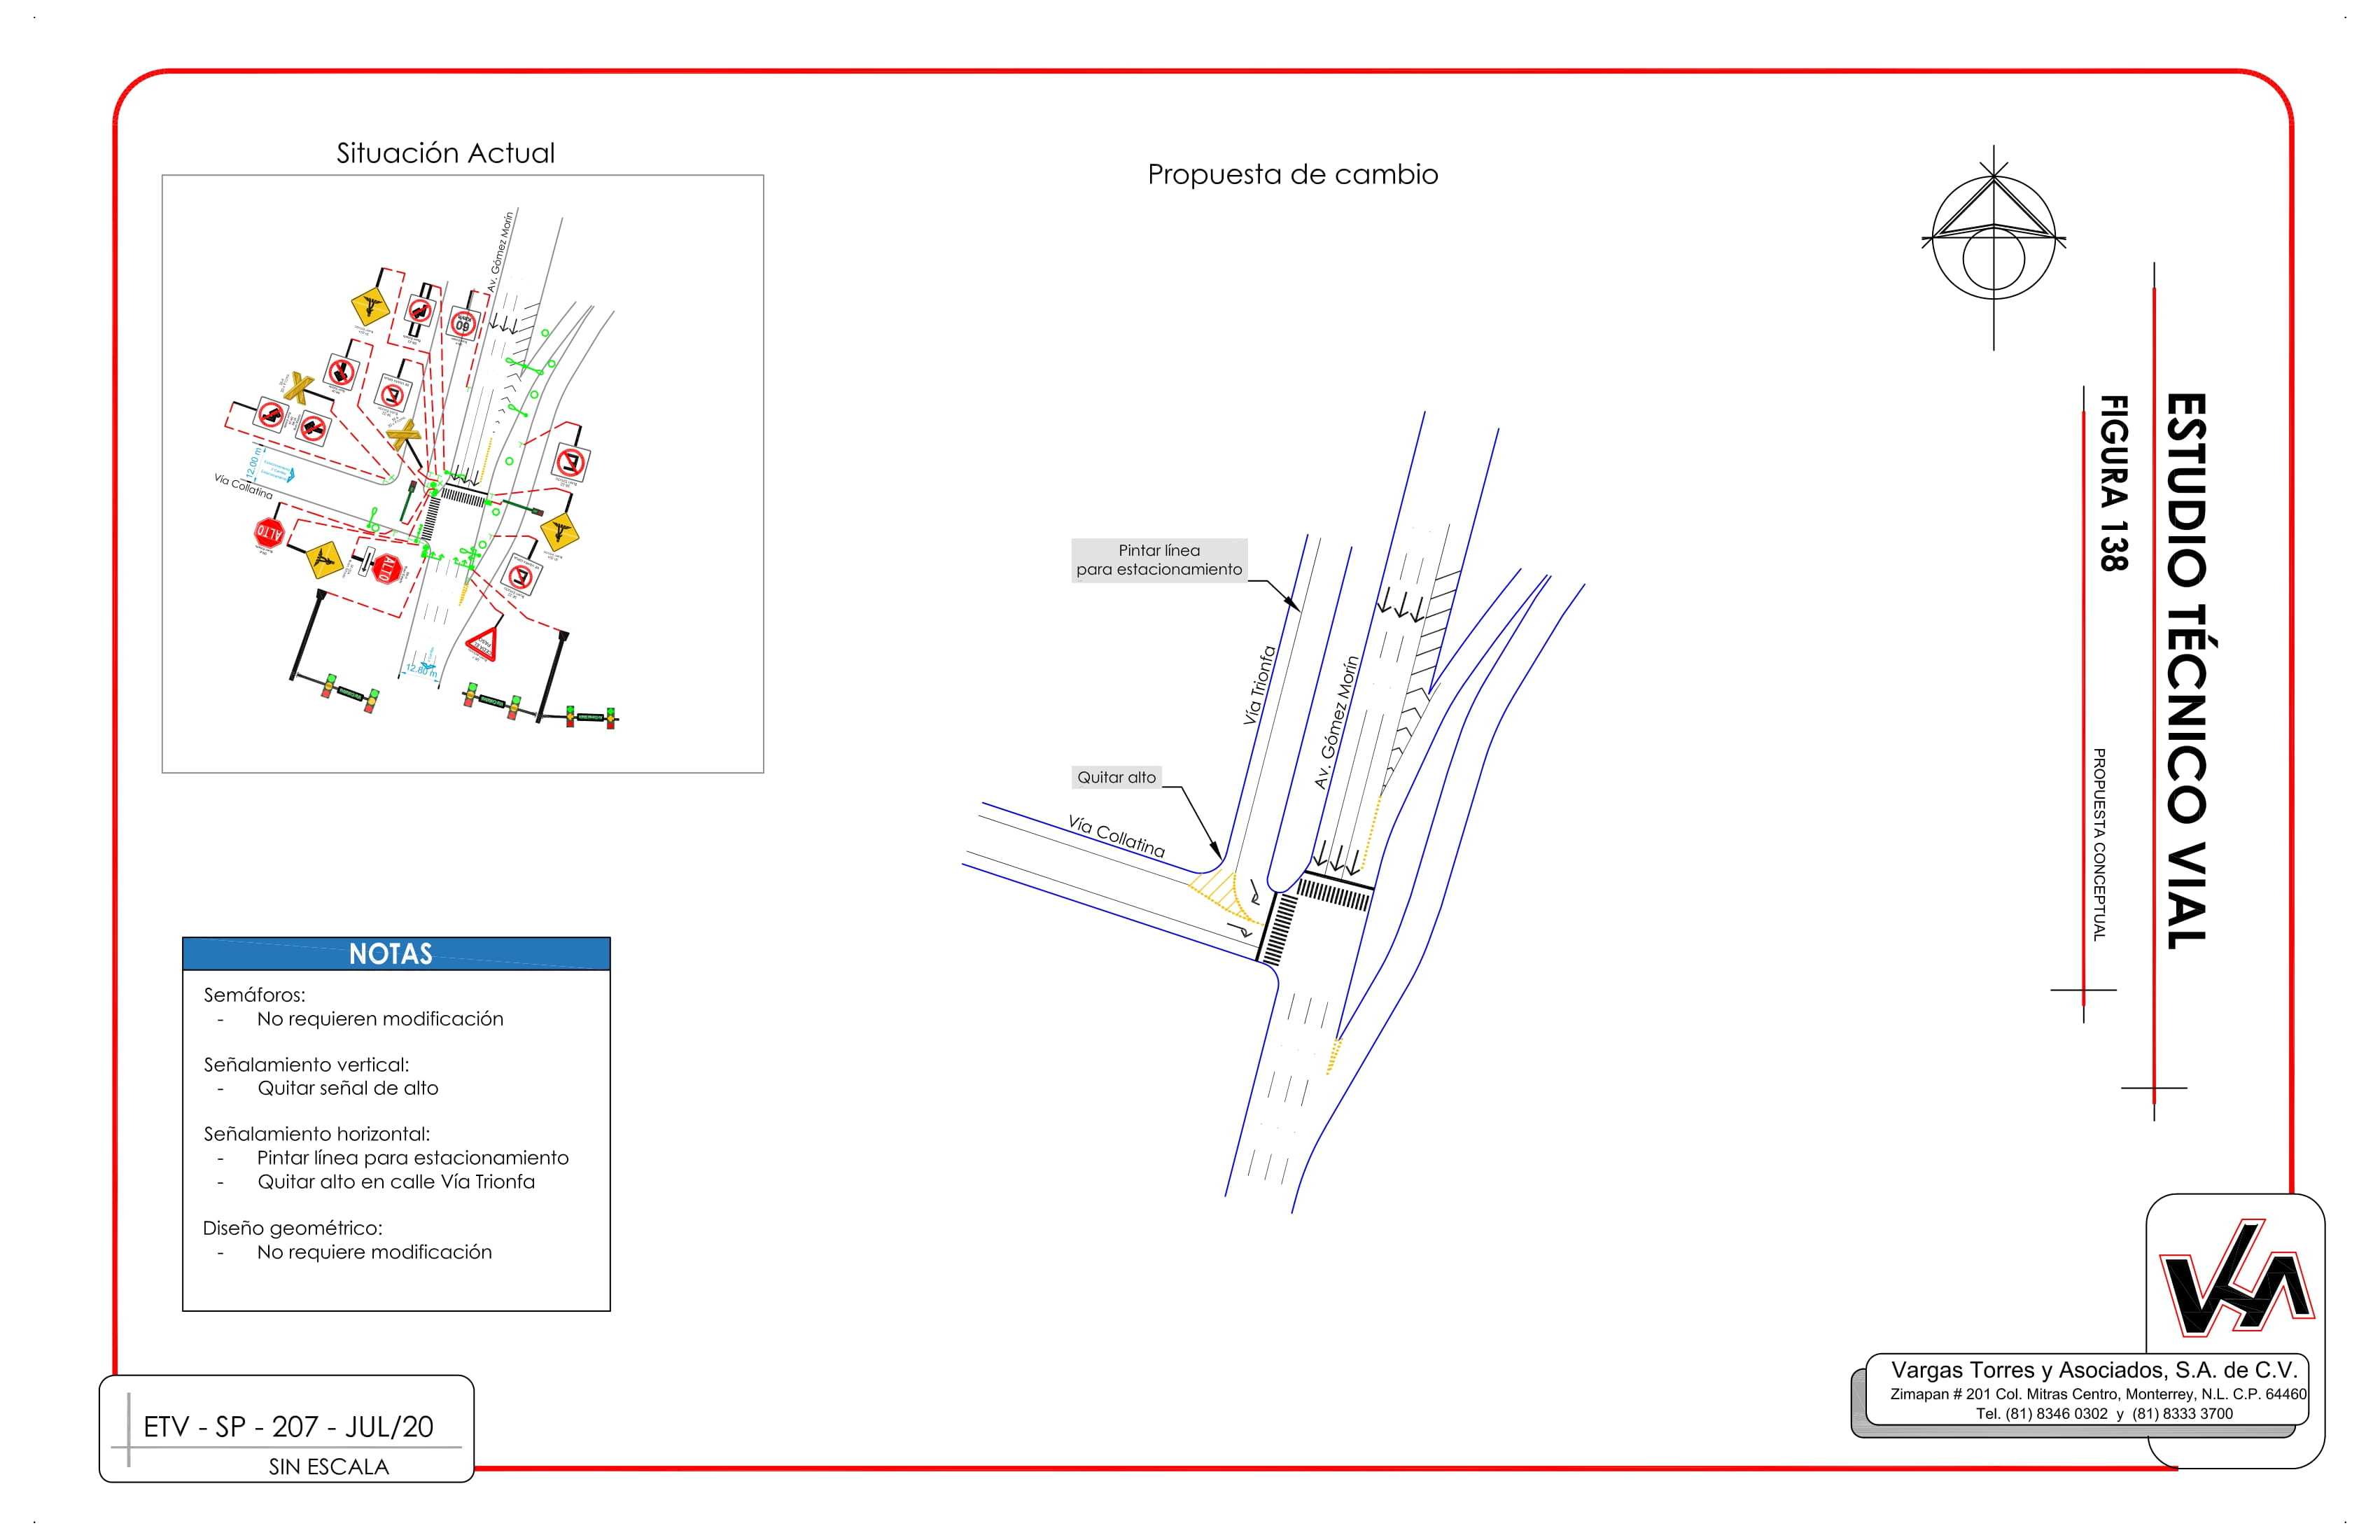 Situación Actual
Av. Gómez Morín
60
Vía Collatina
12.00 m
ALTO
ALTO
12.80 m
Propuesta de cambio
Pintar línea
para estacionamiento
Vía Trionfa
Av. Gómez Morín
Quitar alto
Vía Collatina
NOTAS
Semáforos:
- No requieren modificación
Señalamiento vertical:
- Quitar señal de alto
Señalamiento horizontal:
- Pintar línea para estacionamiento
- Quitar alto en calle Vía Trionfa
Diseño geométrico:
- No requiere modificación
ETV - SP - 207 - JUL/20
SIN ESCALA
ESTUDIO TÉCNICO VIAL
FIGURA 138
PROPUESTA CONCEPTUAL
Vargas Torres y Asociados, S.A. de C.V.
Zimapan # 201 Col. Mitras Centro, Monterrey, N.L. C.P. 64460
Tel. (81) 8346 0302 y (81) 8333 3700